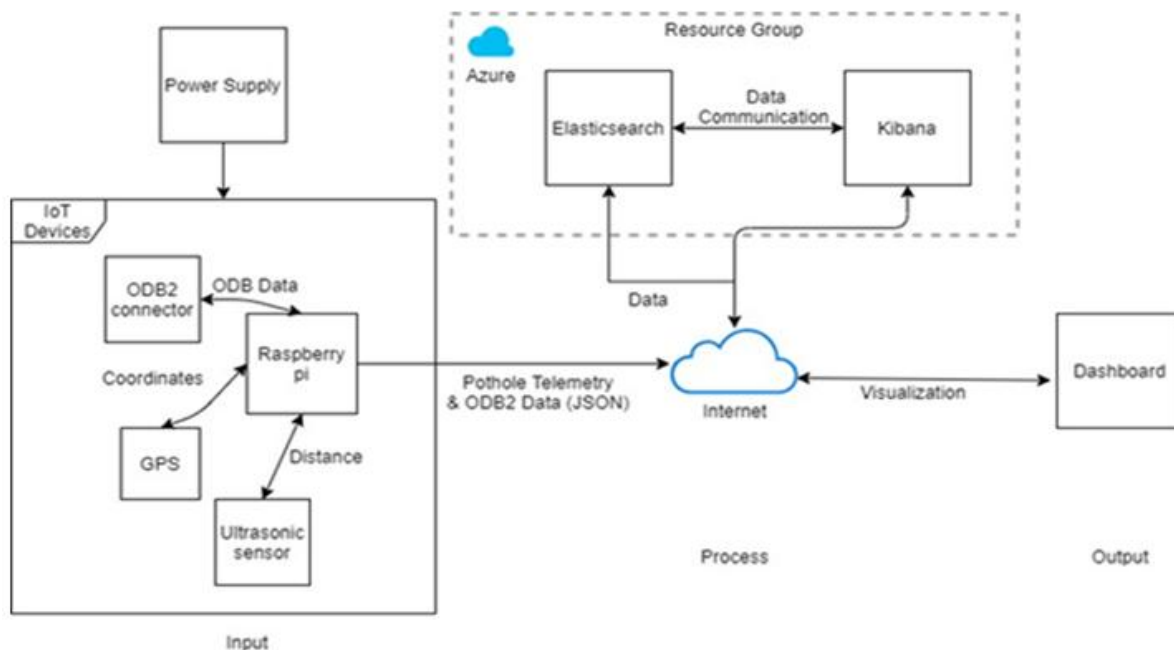 Resource Group
Azure
Power Supply
Elasticsearch
Data
Communication
Kibana
IoT
Devices
ODB2
connector
ODB Data
Data
Raspberry
pi
Coordinates
Pothole Telemetry
& ODB2 Data (JSON)
Internet
Visualization
Dashboard
GPS
Distance
Ultrasonic
sensor
Process
Output
Input